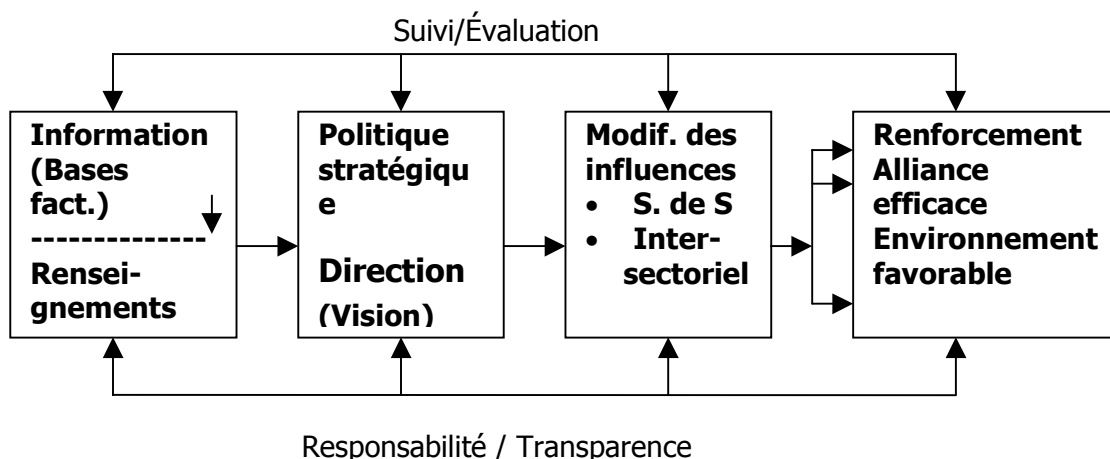 Suivi/Évaluation
Information
(Bases
fact.)
--------------
Rensei-
gnements
Politique
stratégiqu
e
Direction
(Vision)
Modif. des
influences
• S. de S
• Inter-
sectoriel
Renforcement
Alliance
efficace
Environnement
favorable
Responsabilité / Transparence